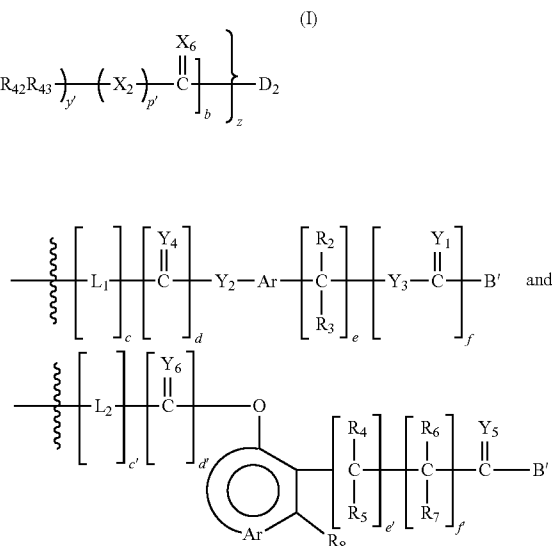 (I)
X6
R42R43 )y' ( X2 )p' C ]b }z D2
Y4 R2 Y1
[ L1 ]c [ C ]d Y2 Ar [ C ]e [ Y3 C ]f B' and
R3
Y6
[ L2 ]c' [ C ]d' O
R4 R6 Y5
[ C ]e' [ C ]f' C B'
R5 R7
Ar R8